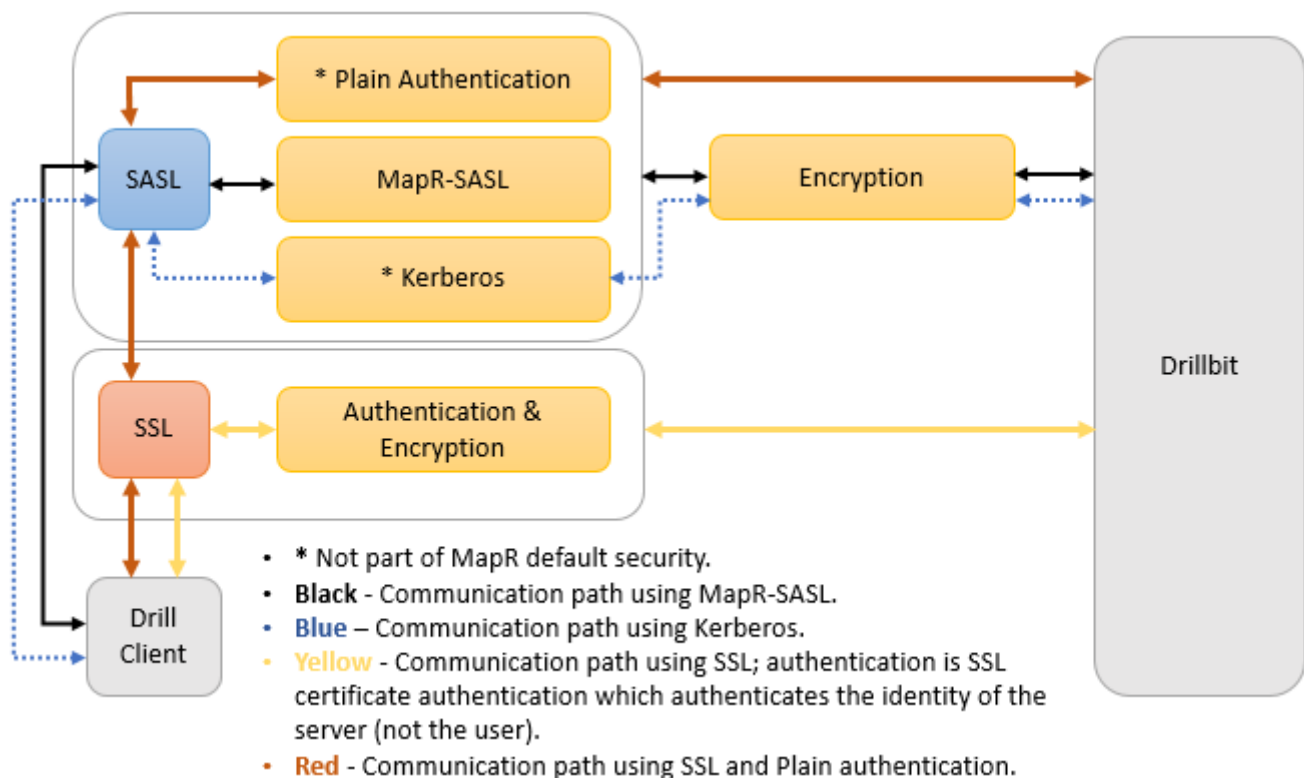 * Plain Authentication
SASL
MapR-SASL
Encryption
* Kerberos
Drillbit
SSL
Authentication &
Encryption
Drill
Client
• * Not part of MapR default security.
• Black - Communication path using MapR-SASL.
• Blue – Communication path using Kerberos.
• Yellow - Communication path using SSL; authentication is SSL
certificate authentication which authenticates the identity of the
server (not the user).
• Red - Communication path using SSL and Plain authentication.